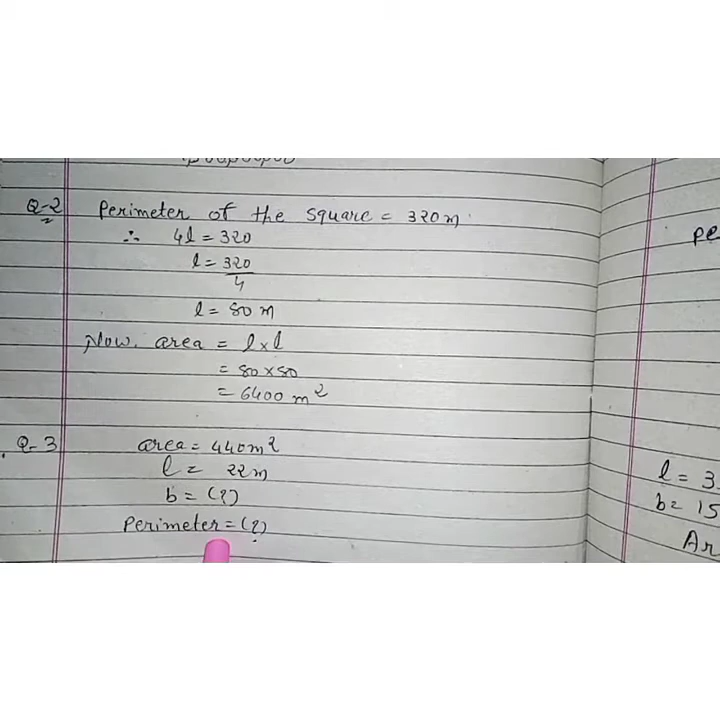 Q-2 Perimeter of the square = 320 m.
∴ 4l = 320
l = 320
4
l = 80 m
Now, area = l × l
= 80 × 80
= 6400 m²
Q-3 area = 440 m²
l = 22 m
b = (?)
Perimeter = (?)
pe
l = 3
b = 15
Ar